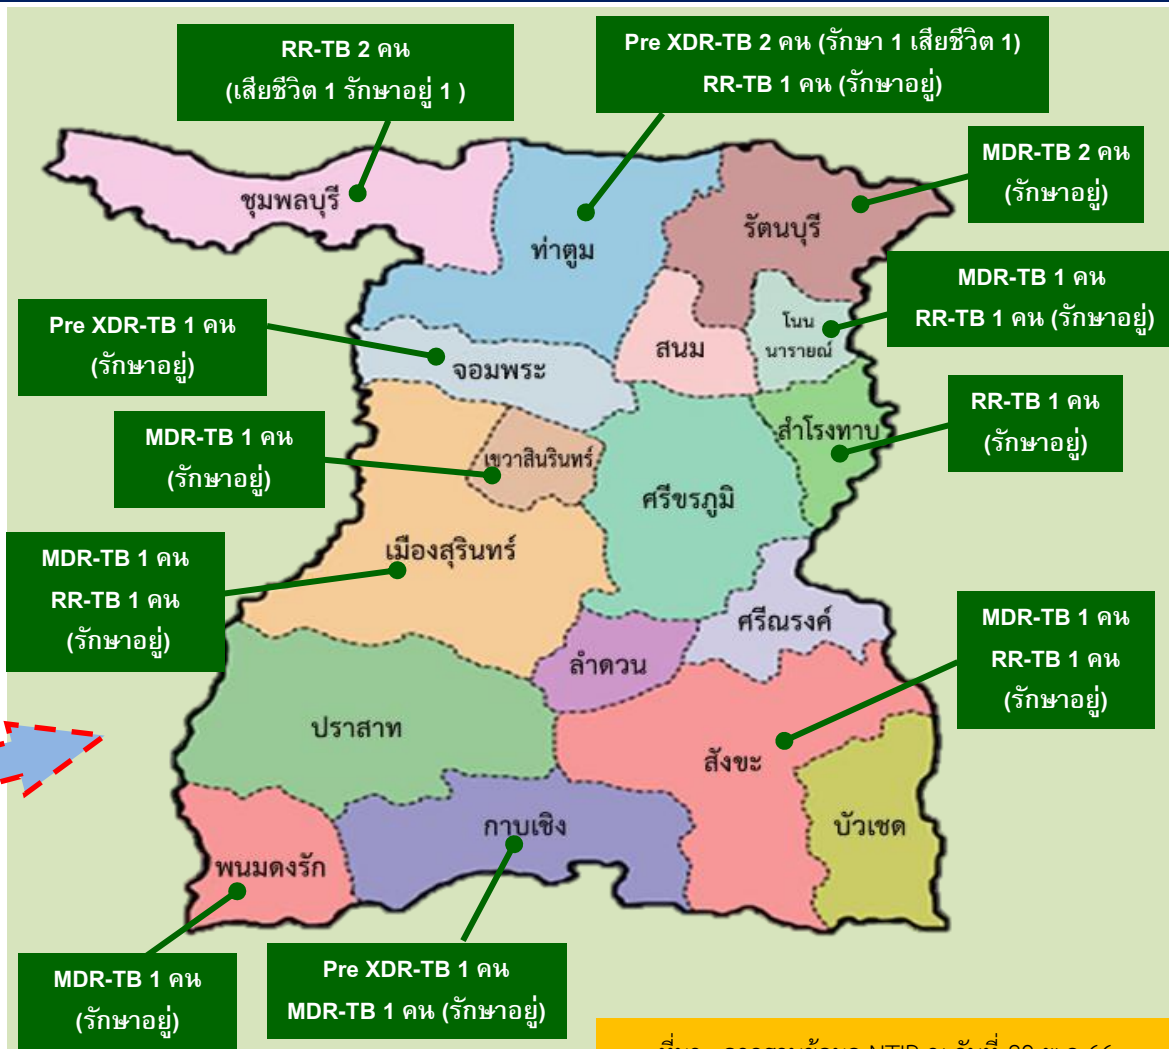 RR-TB 2 คน
(เสียชีวิต 1 รักษาอยู่ 1 )
Pre XDR-TB 2 คน (รักษา 1 เสียชีวิต 1)
RR-TB 1 คน (รักษาอยู่)
MDR-TB 2 คน
(รักษาอยู่)
ชุมพลบุรี
ท่าตูม
รัตนบุรี
MDR-TB 1 คน
RR-TB 1 คน (รักษาอยู่)
Pre XDR-TB 1 คน
(รักษาอยู่)
จอมพระ
สนม
โนน
นารายณ์
RR-TB 1 คน
(รักษาอยู่)
MDR-TB 1 คน
(รักษาอยู่)
เขวาสินรินทร์
สำโรงทาบ
ศรีขรภูมิ
MDR-TB 1 คน
RR-TB 1 คน
(รักษาอยู่)
เมืองสุรินทร์
ศรีณรงค์
MDR-TB 1 คน
RR-TB 1 คน
(รักษาอยู่)
ลำดวน
ปราสาท
สังขะ
บัวเชด
กาบเชิง
พนมดงรัก
MDR-TB 1 คน
(รักษาอยู่)
Pre XDR-TB 1 คน
MDR-TB 1 คน (รักษาอยู่)
NTIP ณ วันที่